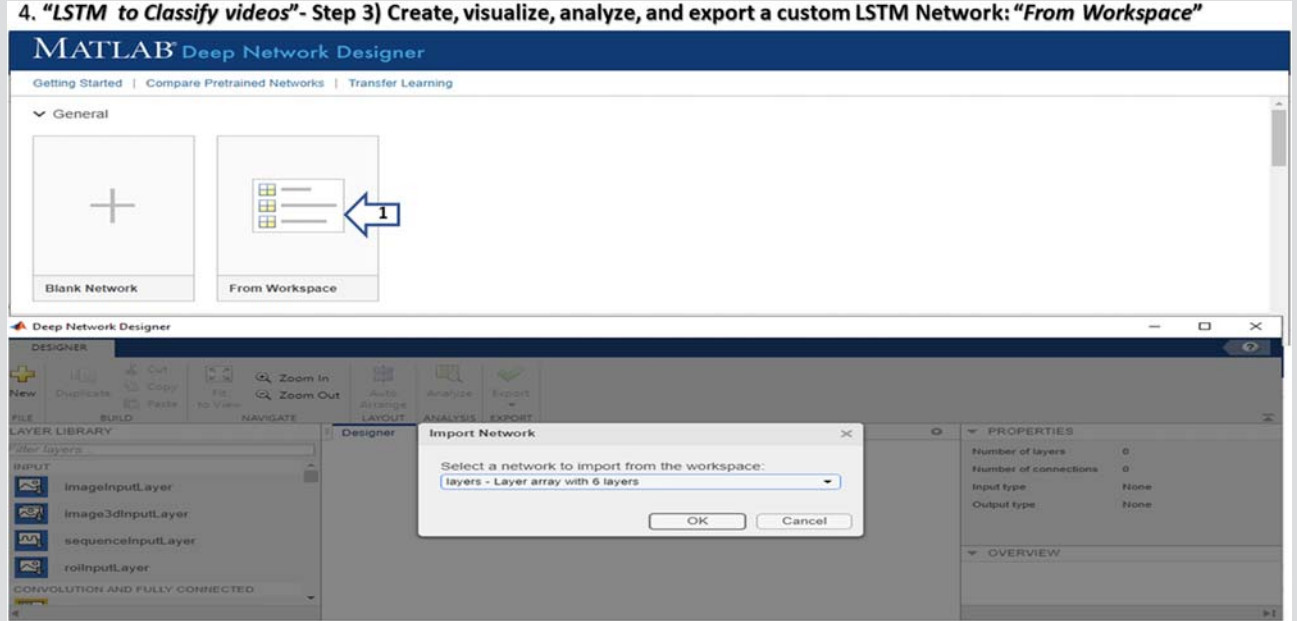 4. “LSTM to Classify videos”- Step 3) Create, visualize, analyze, and export a custom LSTM Network: “From Workspace”
MATLAB® Deep Network Designer
Getting Started | Compare Pretrained Networks | Transfer Learning
General
1
Blank Network
From Workspace
Deep Network Designer
DESIGNER
New
Duplicate
Cut
Copy
Paste
Fit
to View
Zoom In
Zoom Out
Auto
Arrange
Analyze
Export
FILE
BUILD
NAVIGATE
LAYOUT
ANALYSIS
EXPORT
LAYER LIBRARY
Filter layers...
INPUT
imageInputLayer
image3dInputLayer
sequenceInputLayer
roiInputLayer
CONVOLUTION AND FULLY CONNECTED
Designer
Import Network
Select a network to import from the workspace:
layers - Layer array with 6 layers
OK
Cancel
PROPERTIES
Number of layers 0
Number of connections 0
Input type None
Output type None
OVERVIEW